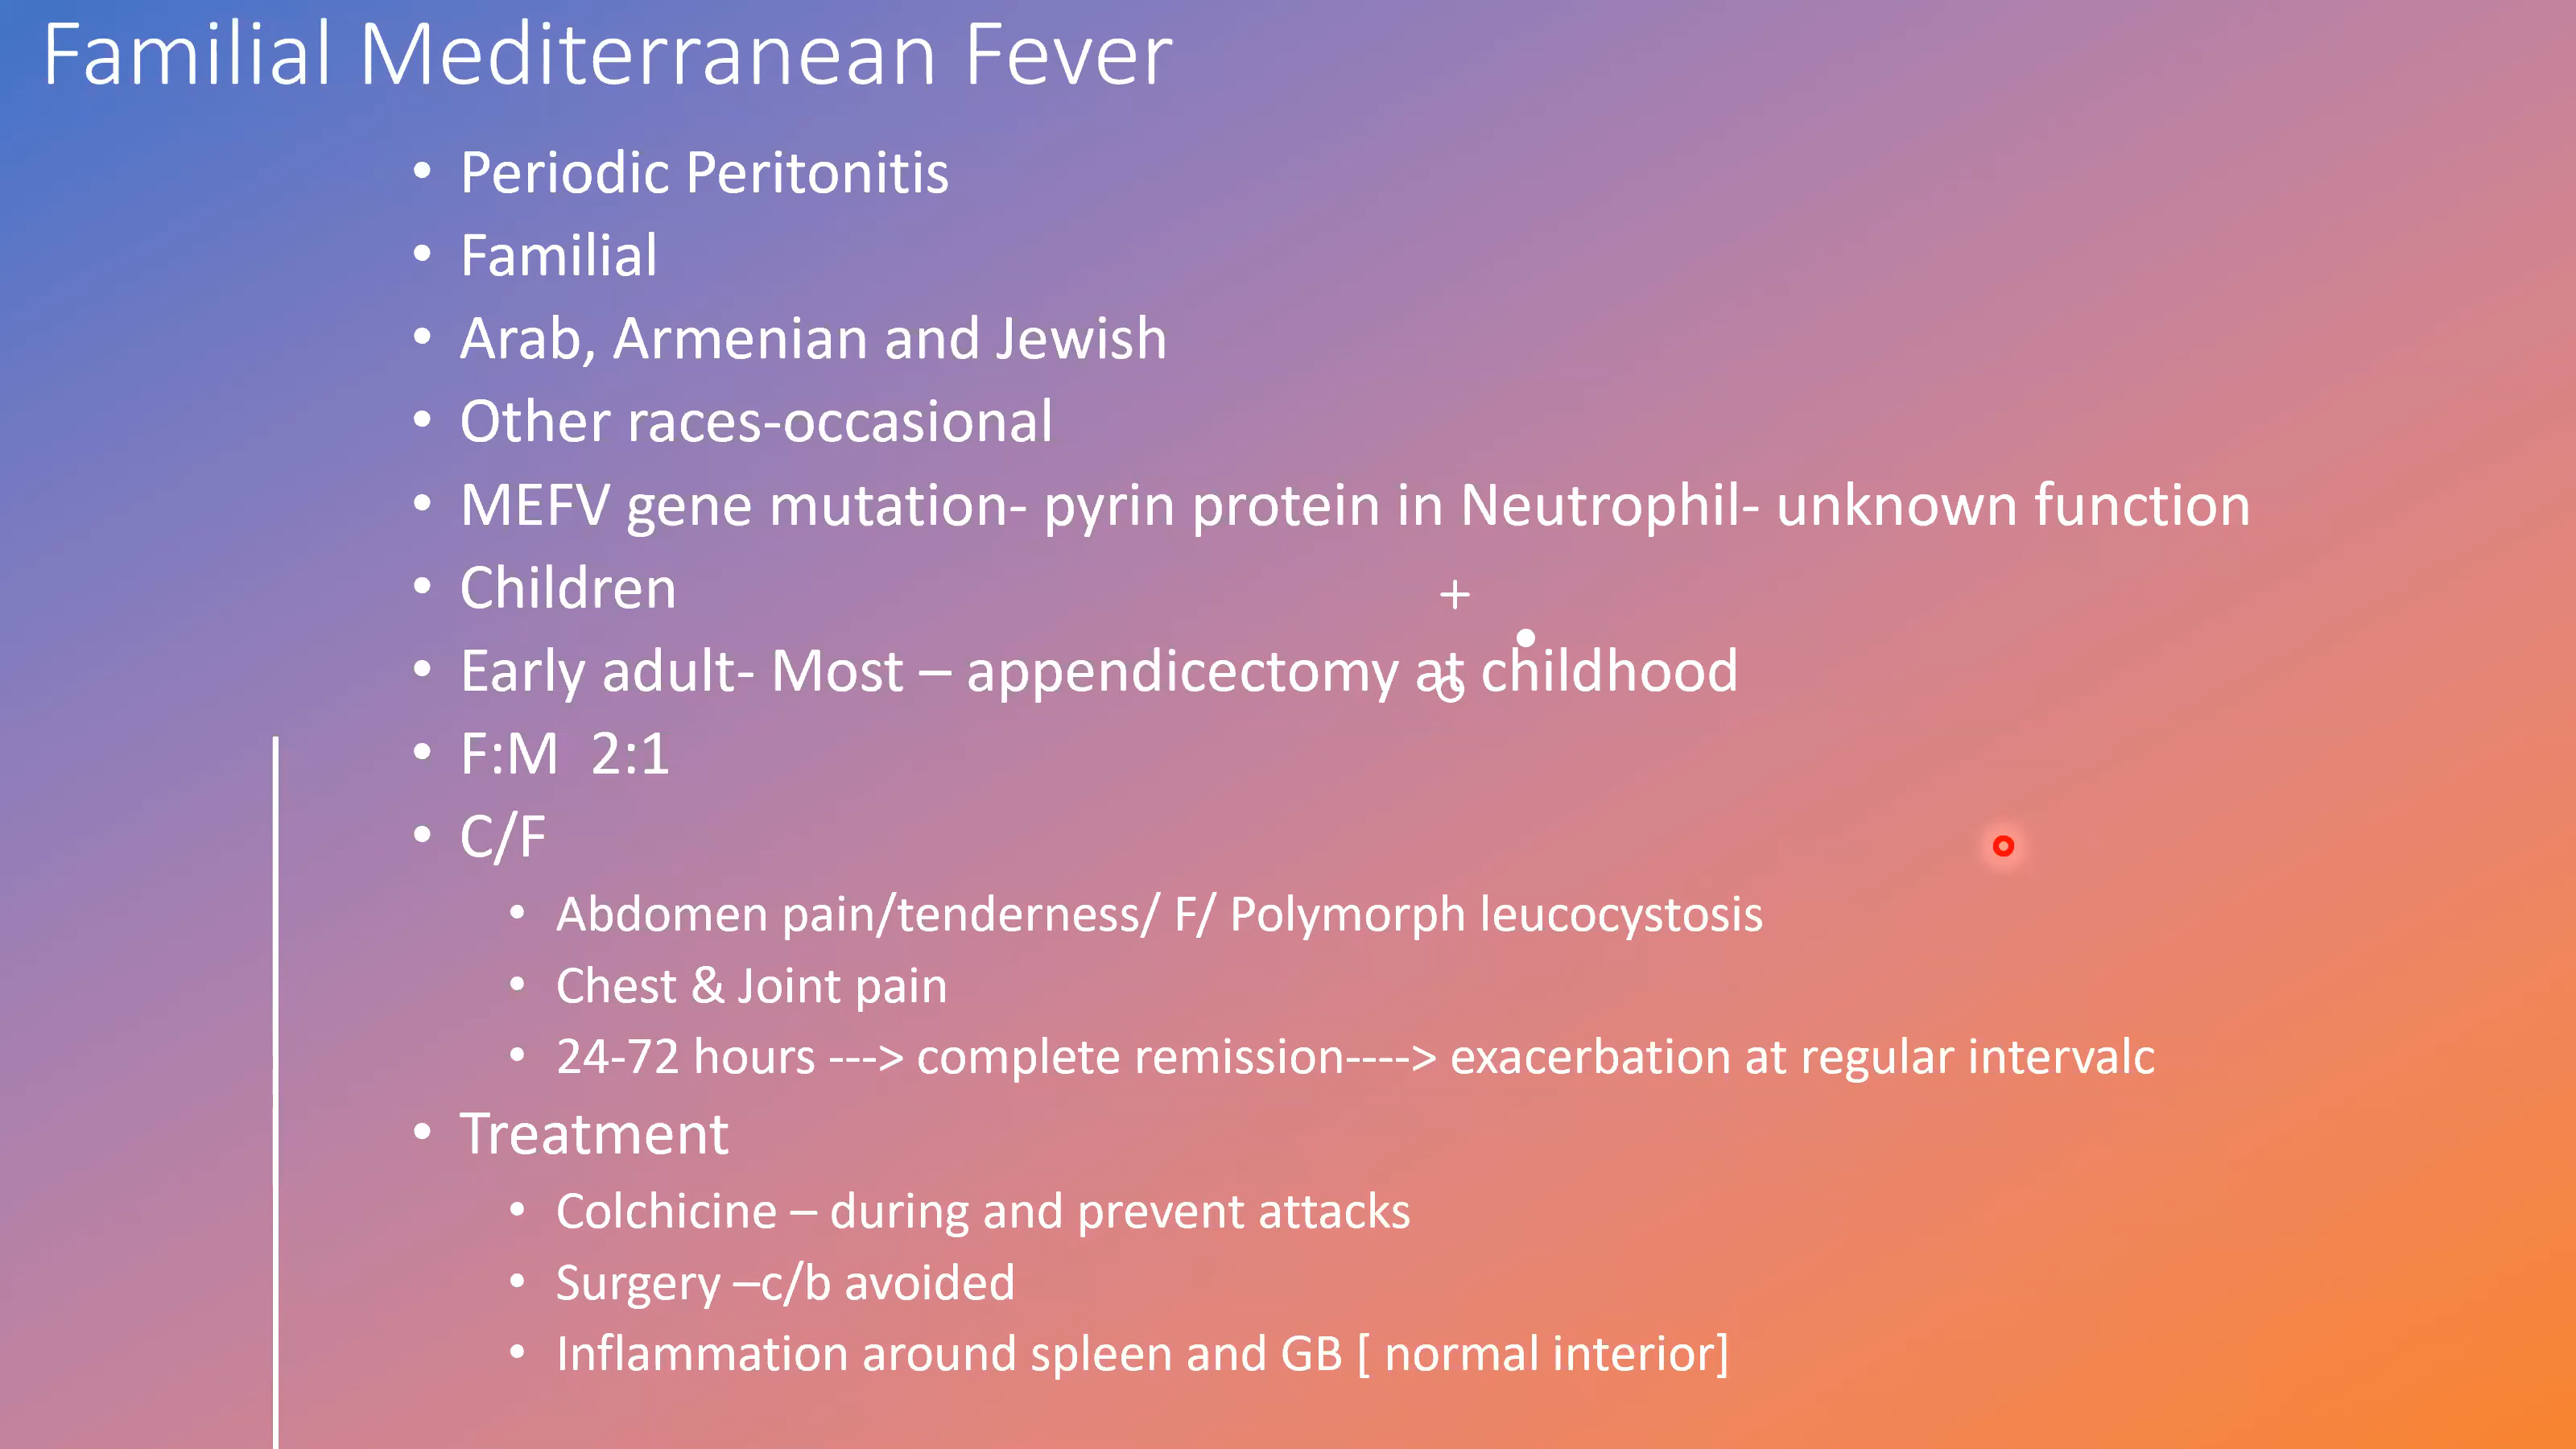 Familial Mediterranean Fever
• Periodic Peritonitis
• Familial
• Arab, Armenian and Jewish
• Other races-occasional
• MEFV gene mutation- pyrin protein in Neutrophil- unknown function
• Children
• Early adult- Most – appendicectomy at childhood
• F:M 2:1
• C/F
• Abdomen pain/tenderness/ F/ Polymorph leucocystosis
• Chest & Joint pain
• 24-72 hours ---> complete remission----> exacerbation at regular intervalc
• Treatment
• Colchicine – during and prevent attacks
• Surgery –c/b avoided
• Inflammation around spleen and GB [ normal interior]